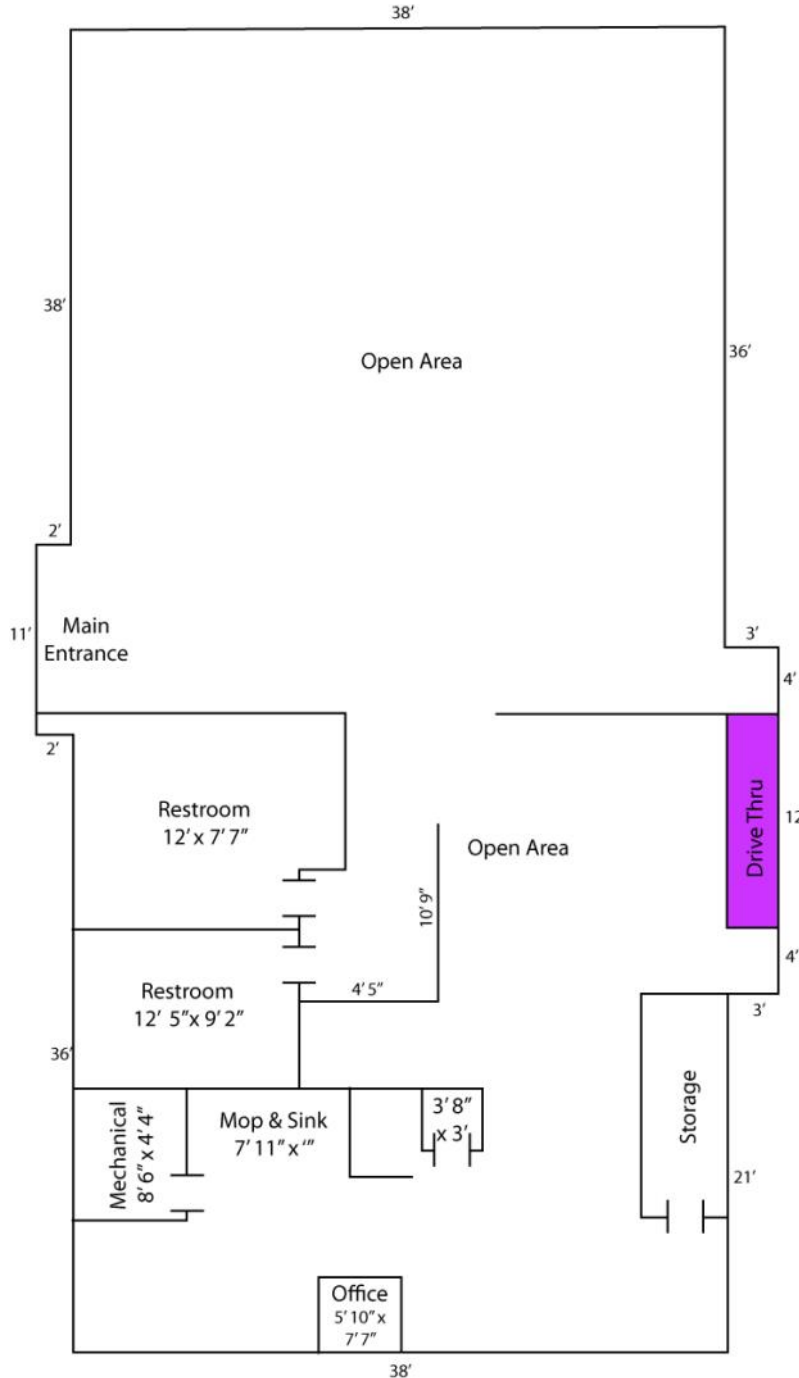 38'
38'
Open Area
36'
2'
11'
Main
Entrance
3'
4'
2'
Restroom
12' x 7' 7"
Drive Thru
12
Open Area
10' 9"
4'
Restroom
12' 5" x 9' 2"
4' 5"
3'
36'
Mechanical
8' 6" x 4' 4"
Mop & Sink
7' 11" x '"
3' 8"
x 3'
Storage
21'
Office
5' 10" x
7' 7"
38'